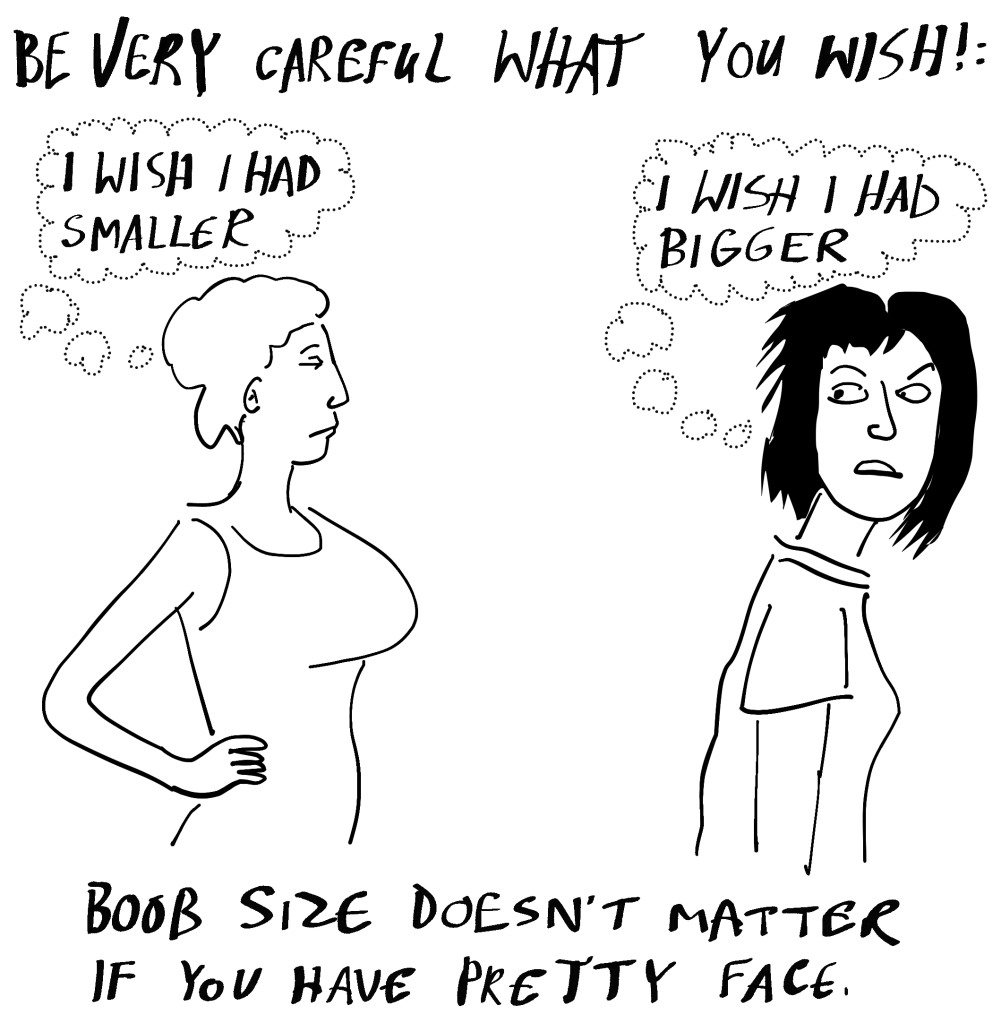 BE VERY CAREFUL WHAT YOU WISH!:
I WISH I HAD
SMALLER
I WISH I HAD
BIGGER
BOOB SIZE DOESN'T MATTER
IF YOU HAVE PRETTY FACE.